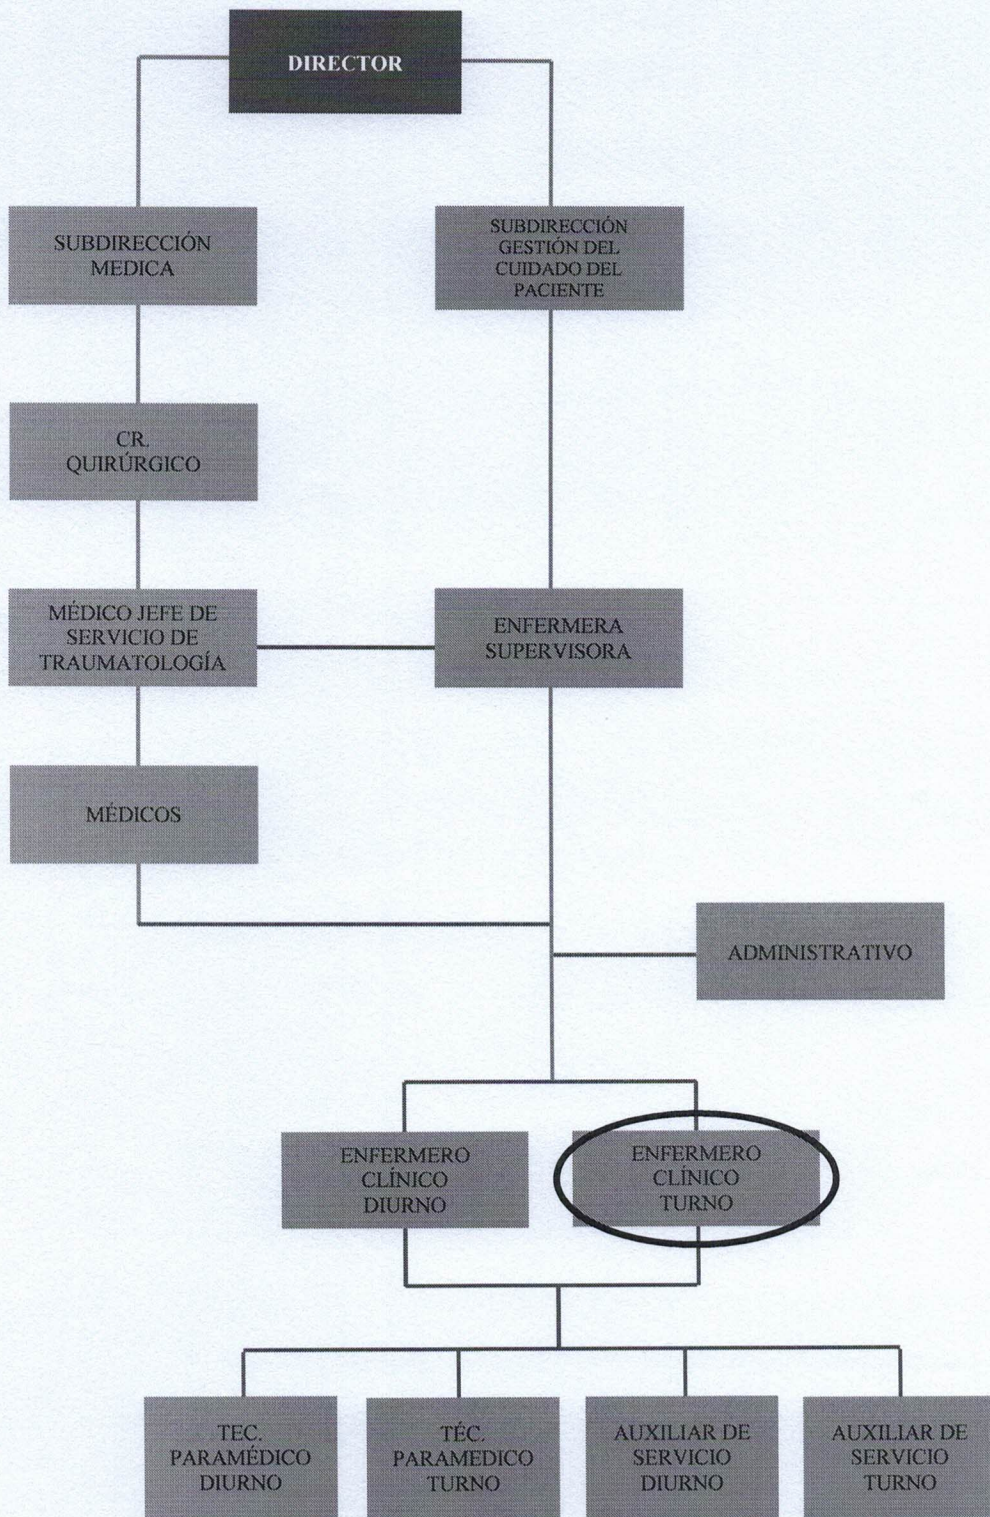 DIRECTOR
SUBDIRECCIÓN
MEDICA
SUBDIRECCIÓN
GESTIÓN DEL
CUIDADO DEL
PACIENTE
CR.
QUIRÚRGICO
MÉDICO JEFE DE
SERVICIO DE
TRAUMATOLOGÍA
ENFERMERA
SUPERVISORA
MÉDICOS
ADMINISTRATIVO
ENFERMERO
CLÍNICO
DIURNO
ENFERMERO
CLÍNICO
TURNO
TEC.
PARAMÉDICO
DIURNO
TÉC.
PARAMEDICO
TURNO
AUXILIAR DE
SERVICIO
DIURNO
AUXILIAR DE
SERVICIO
TURNO